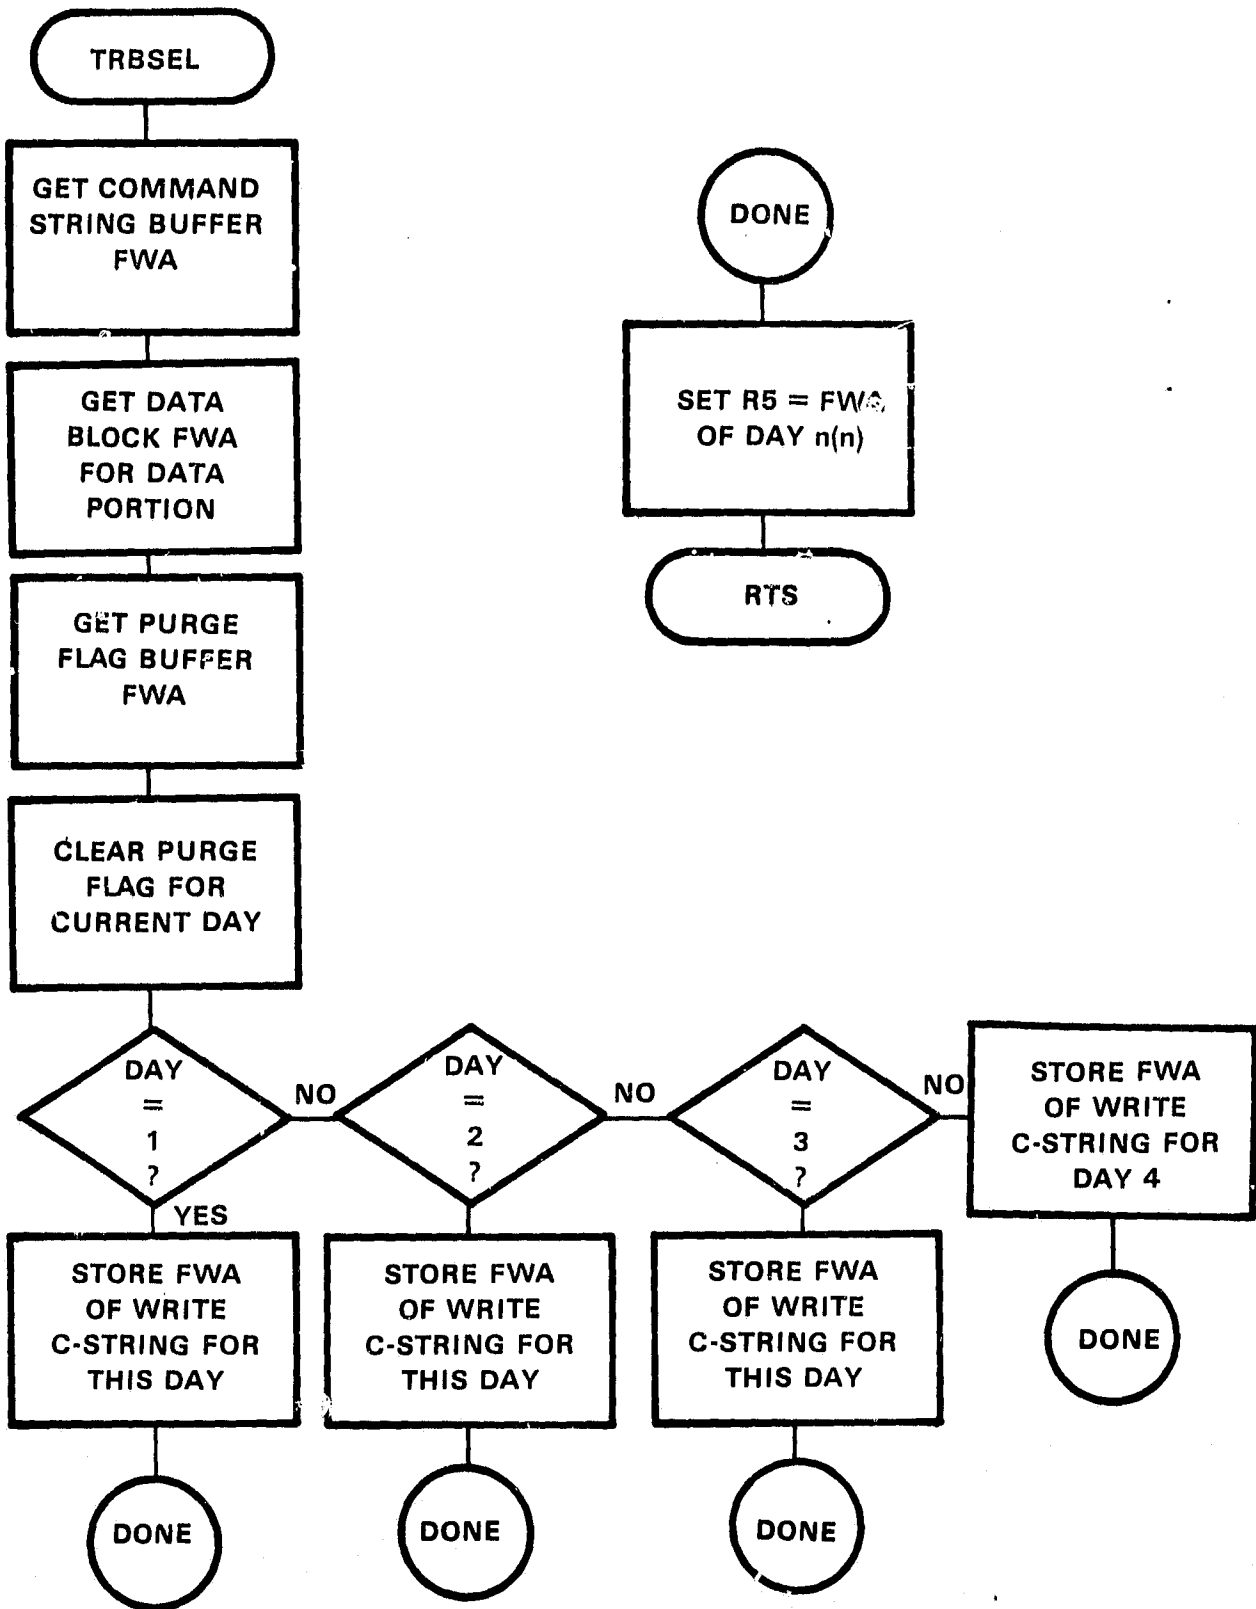 TRBSEL
GET COMMAND
STRING BUFFER
FWA
GET DATA
BLOCK FWA
FOR DATA
PORTION
GET PURGE
FLAG BUFFER
FWA
CLEAR PURGE
FLAG FOR
CURRENT DAY
DAY
=
1
?
NO
YES
DAY
=
2
?
NO
DAY
=
3
?
NO
STORE FWA
OF WRITE
C-STRING FOR
DAY 4
DONE
STORE FWA
OF WRITE
C-STRING FOR
THIS DAY
DONE
STORE FWA
OF WRITE
C-STRING FOR
THIS DAY
DONE
STORE FWA
OF WRITE
C-STRING FOR
THIS DAY
DONE
DONE
SET R5 = FWA
OF DAY n(n)
RTS